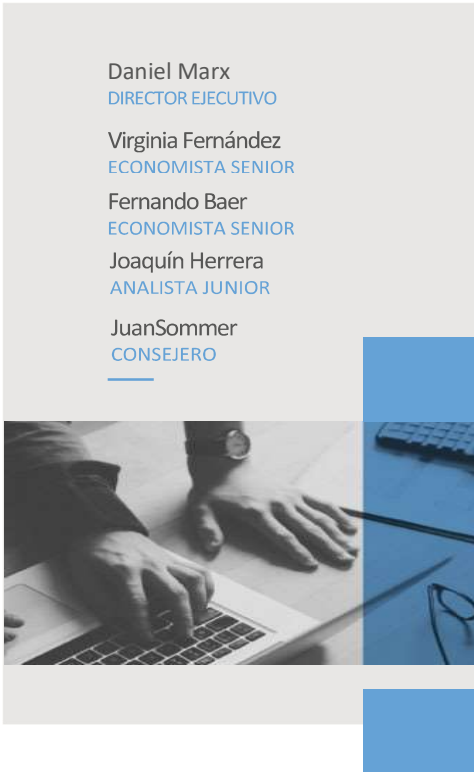 Daniel Marx
DIRECTOR EJECUTIVO
Virginia Fernández
ECONOMISTA SENIOR
Fernando Baer
ECONOMISTA SENIOR
Joaquín Herrera
ANALISTA JUNIOR
JuanSommer
CONSEJERO